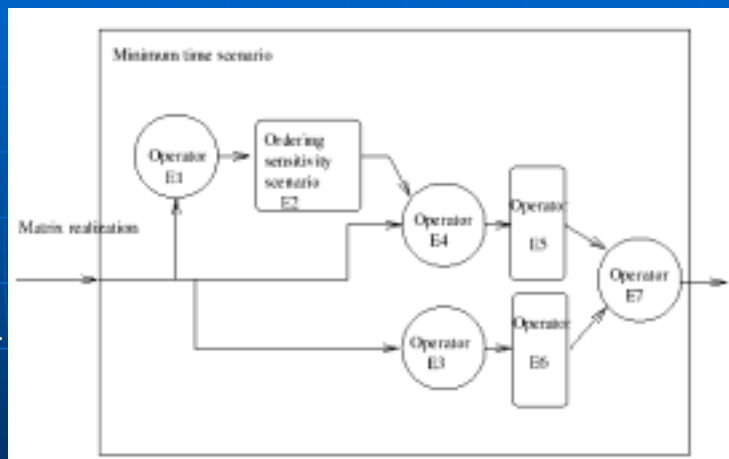 Minimum time scenario
Operator
E1
Ordering
sensitivity
scenario
E2
Matrix realization
Operator
E4
Operator
E5
Operator
E7
Operator
E3
Operator
E6